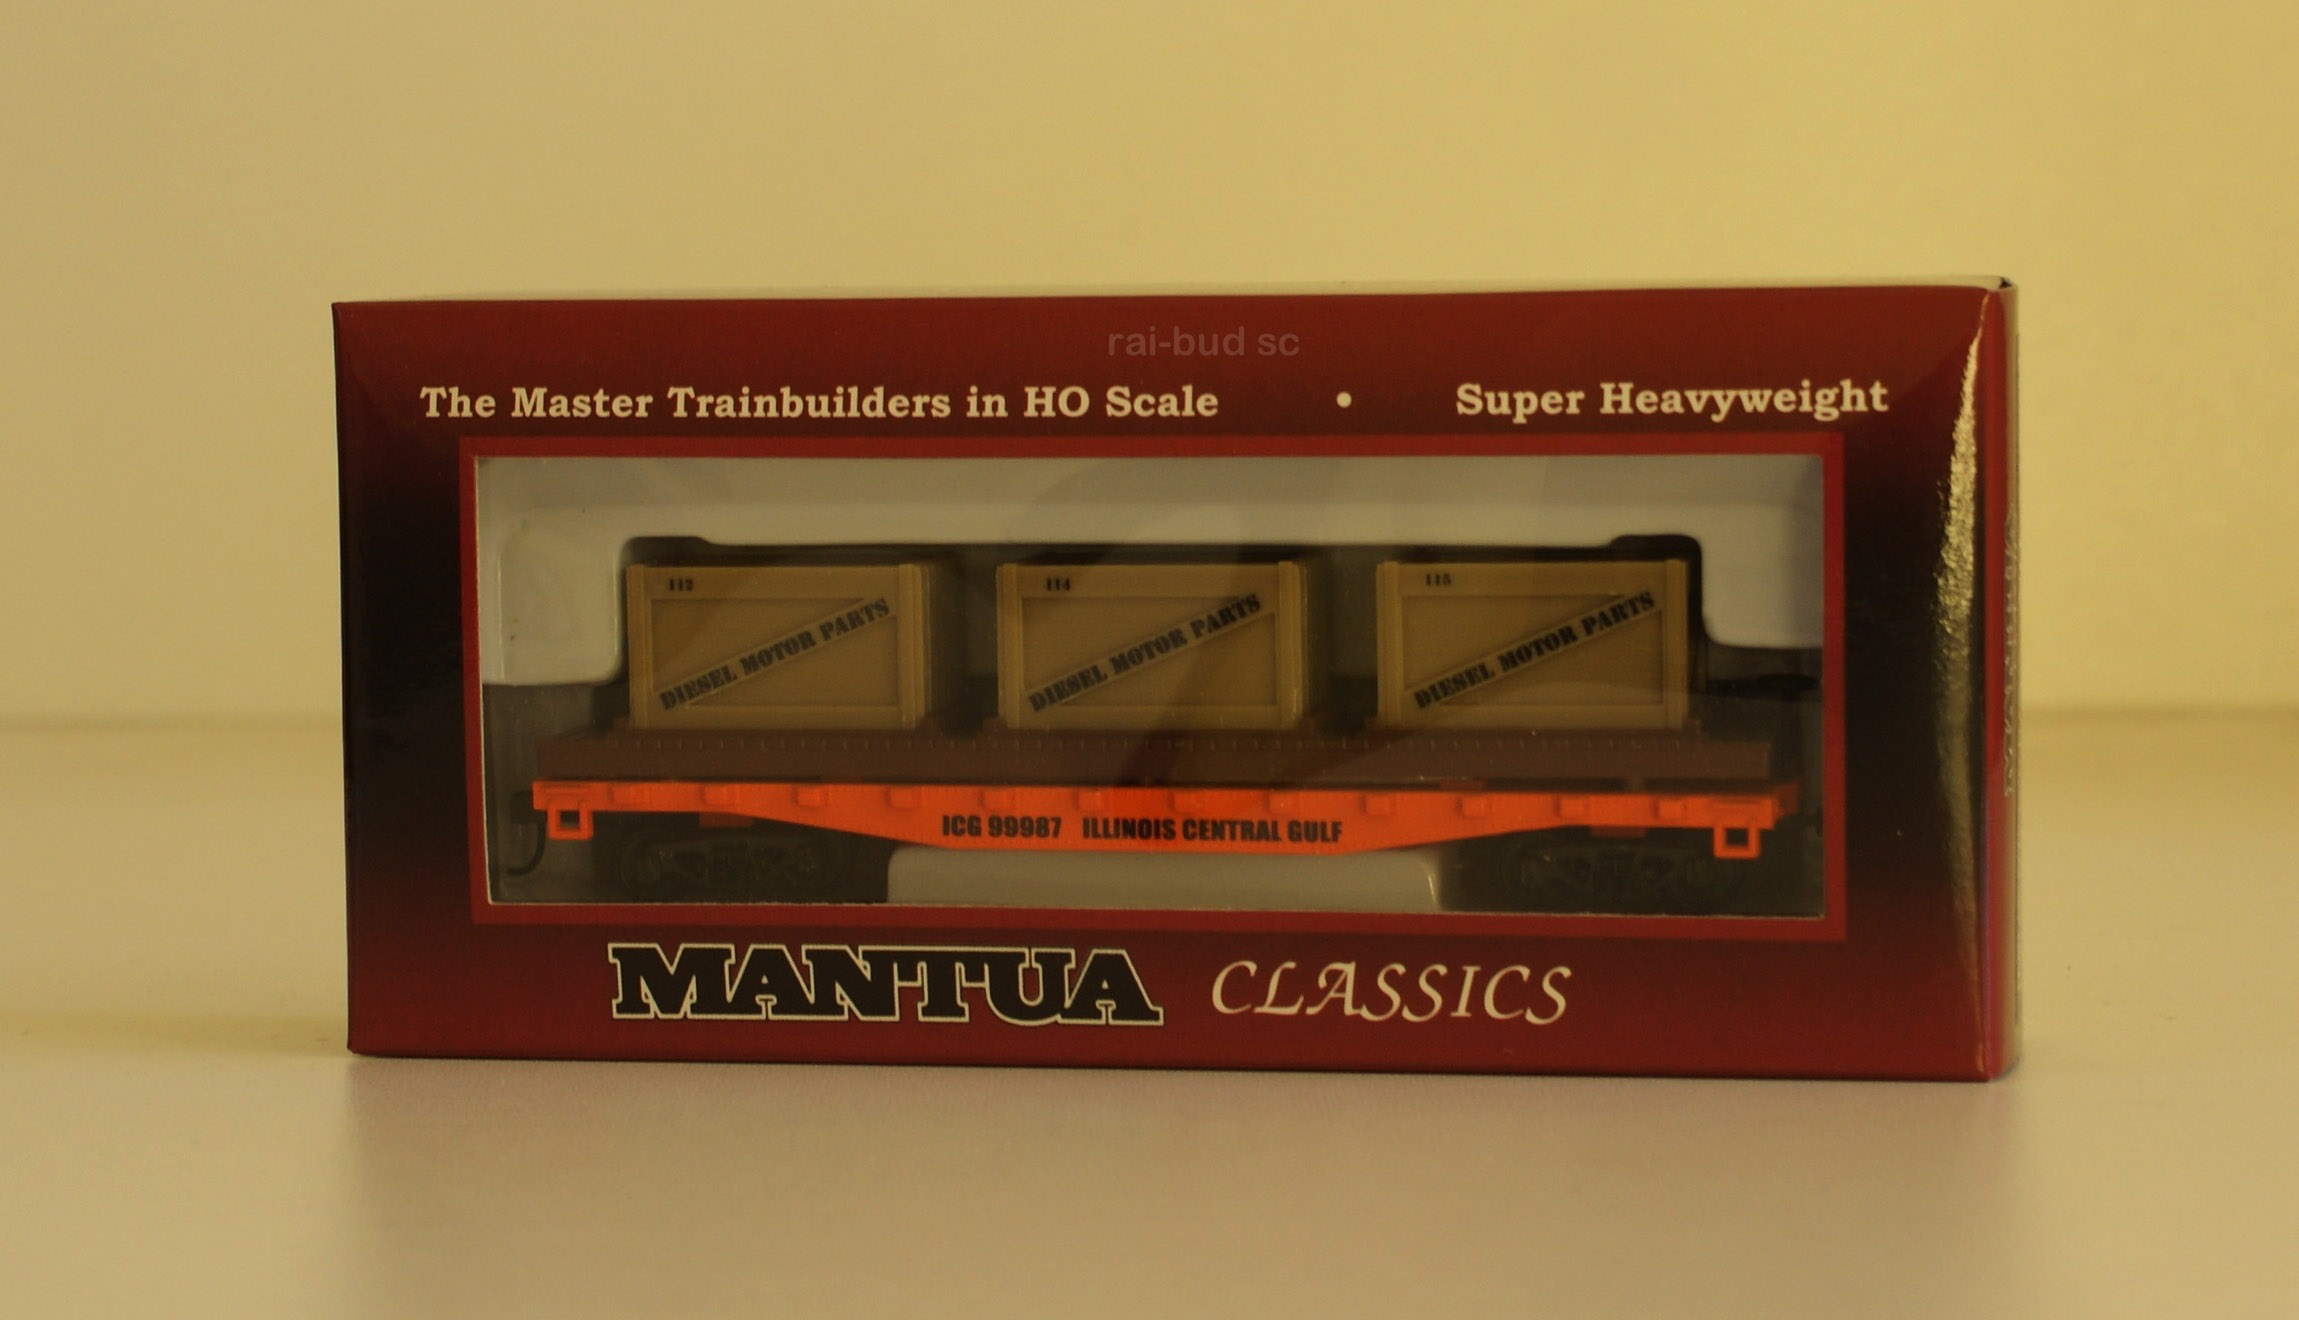 rai-bud sc
The Master Trainbuilders in HO Scale • Super Heavyweight
112
DIESEL MOTOR PARTS
114
DIESEL MOTOR PARTS
115
DIESEL MOTOR PARTS
ICG 99987 ILLINOIS CENTRAL GULF
MANTUA CLASSICS